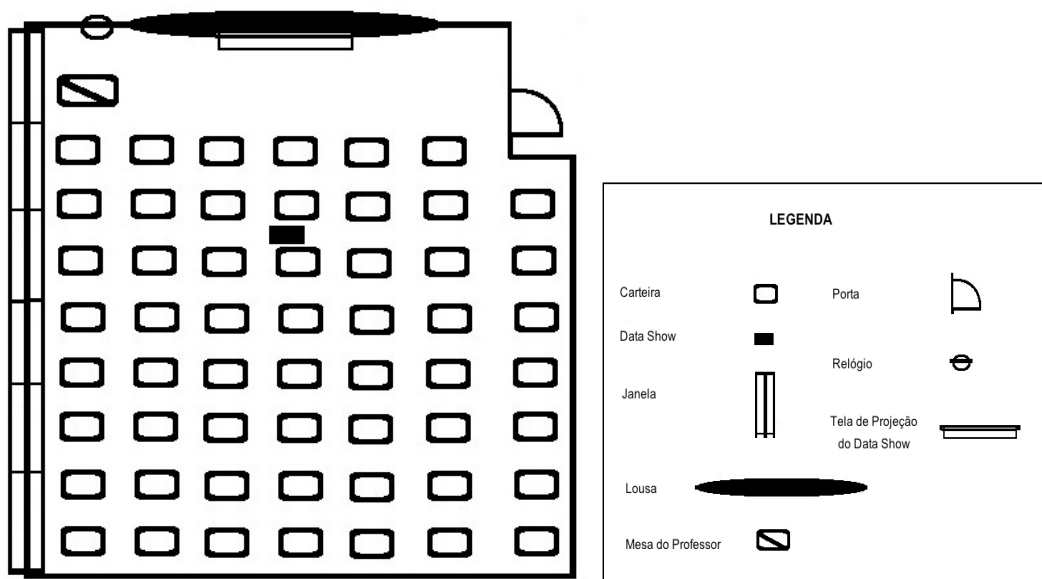 LEGENDA
Carteira
Porta
Data Show
Relógio
Janela
Tela de Projeção
do Data Show
Lousa
Mesa do Professor